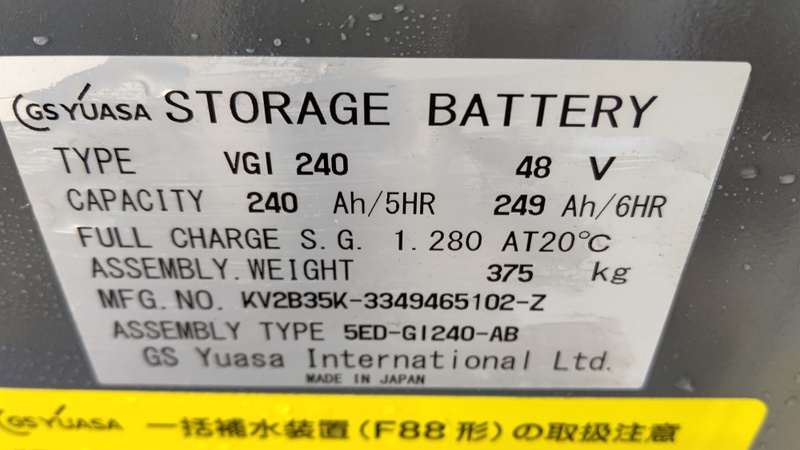 GS YUASA STORAGE BATTERY
TYPE VGI 240 48 V
CAPACITY 240 Ah/5HR 249 Ah/6HR
FULL CHARGE S.G. 1.280 AT20°C
ASSEMBLY.WEIGHT 375 kg
MFG.NO. KV2B35K-3349465102-Z
ASSEMBLY TYPE 5ED-GI240-AB
GS Yuasa International Ltd.
MADE IN JAPAN
GS YUASA 一括補水装置(F88形)の取扱注意